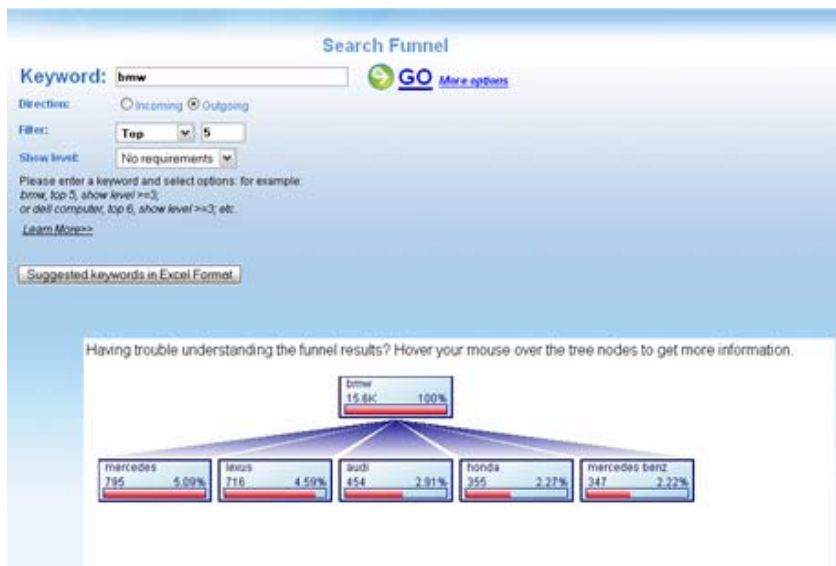 Search Funnel
Keyword: bmw GO More options
Direction: Incoming Outgoing
Filter: Top 5
Show level: No requirements
Please enter a keyword and select options: for example:
bmw, top 5, show level >=3;
or dell computer, top 6, show level >=3; etc.
Learn More>>
Suggested keywords in Excel Format
Having trouble understanding the funnel results? Hover your mouse over the tree nodes to get more information.
bmw
15.6K 100%
mercedes lexus audi honda mercedes benz
795 5.09% 716 4.59% 454 2.91% 355 2.27% 347 2.22%